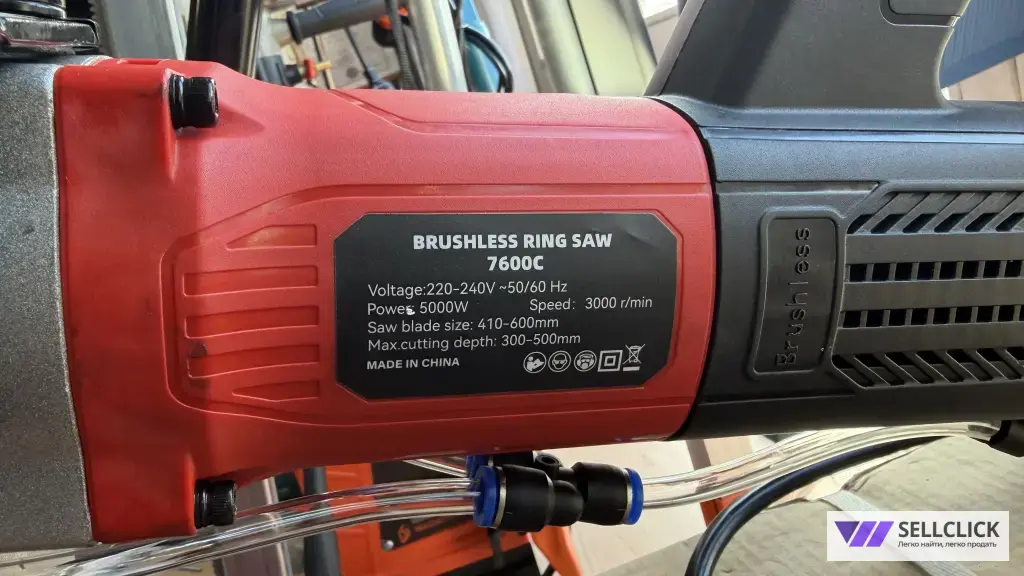 BRUSHLESS RING SAW
7600C
Voltage:220-240V ~50/60 Hz
Power: 5000W Speed: 3000 r/min
Saw blade size: 410-600mm
Max.cutting depth: 300-500mm
MADE IN CHINA
Brushless
SELLCLICK
Легко найти, легко продать